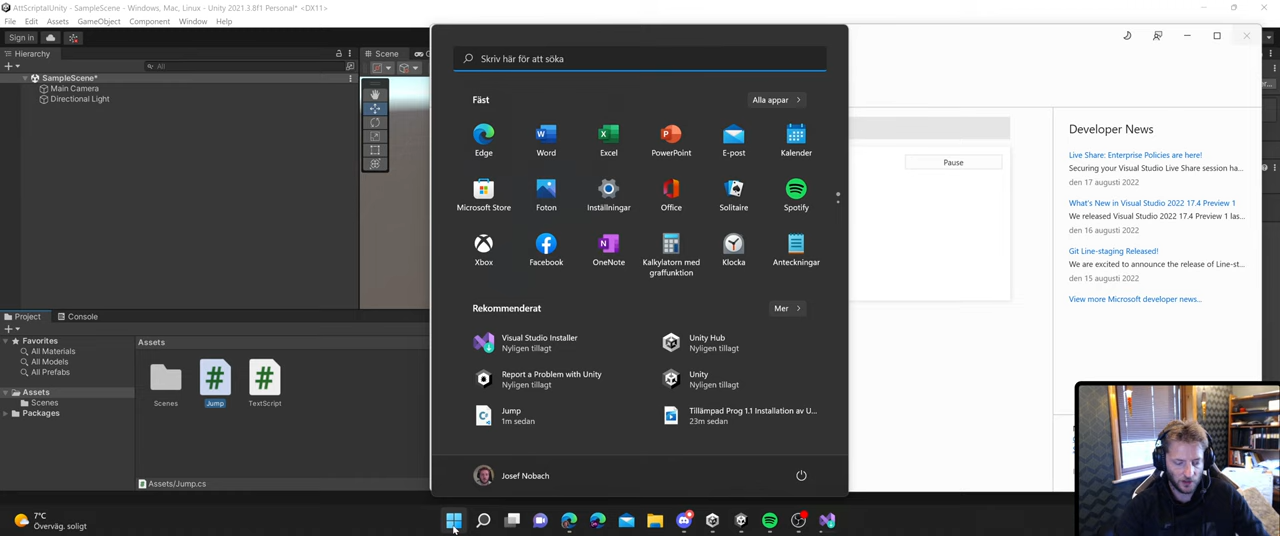 AttScriptaIUnity - SampleScene - Windows, Mac, Linux - Unity 2021.3.8f1 Personal* <DX11>
File Edit Assets GameObject Component Window Help
Sign in
Hierarchy
Scene
All
SampleScene*
Main Camera
Directional Light
Skriv här för att söka
Fäst
Alla appar
Edge
Word
Excel
PowerPoint
E-post
Kalender
Microsoft Store
Foton
Inställningar
Office
Solitaire
Spotify
Xbox
Facebook
OneNote
Kalkylatorn med
graffunktion
Klocka
Anteckningar
Rekommenderat
Mer
Visual Studio Installer
Nyligen tillagt
Unity Hub
Nyligen tillagt
Report a Problem with Unity
Nyligen tillagt
Unity
Nyligen tillagt
Jump
1m sedan
Tillämpad Prog 1.1 Installation av U...
23m sedan
Josef Nobach
Pause
Developer News
Live Share: Enterprise Policies are here!
Securing your Visual Studio Live Share session ha...
den 17 augusti 2022
What's New in Visual Studio 2022 17.4 Preview 1
We released Visual Studio 2022 17.4 Preview 1 las...
den 16 augusti 2022
Git Line-staging Released!
We are excited to announce the release of Line-st...
den 15 augusti 2022
View more Microsoft developer news...
Project
Console
Favorites
All Materials
All Models
All Prefabs
Assets
Scenes
Packages
Assets
Scenes
Jump
TextScript
Assets/Jump.cs
7°C
Överväg. soligt